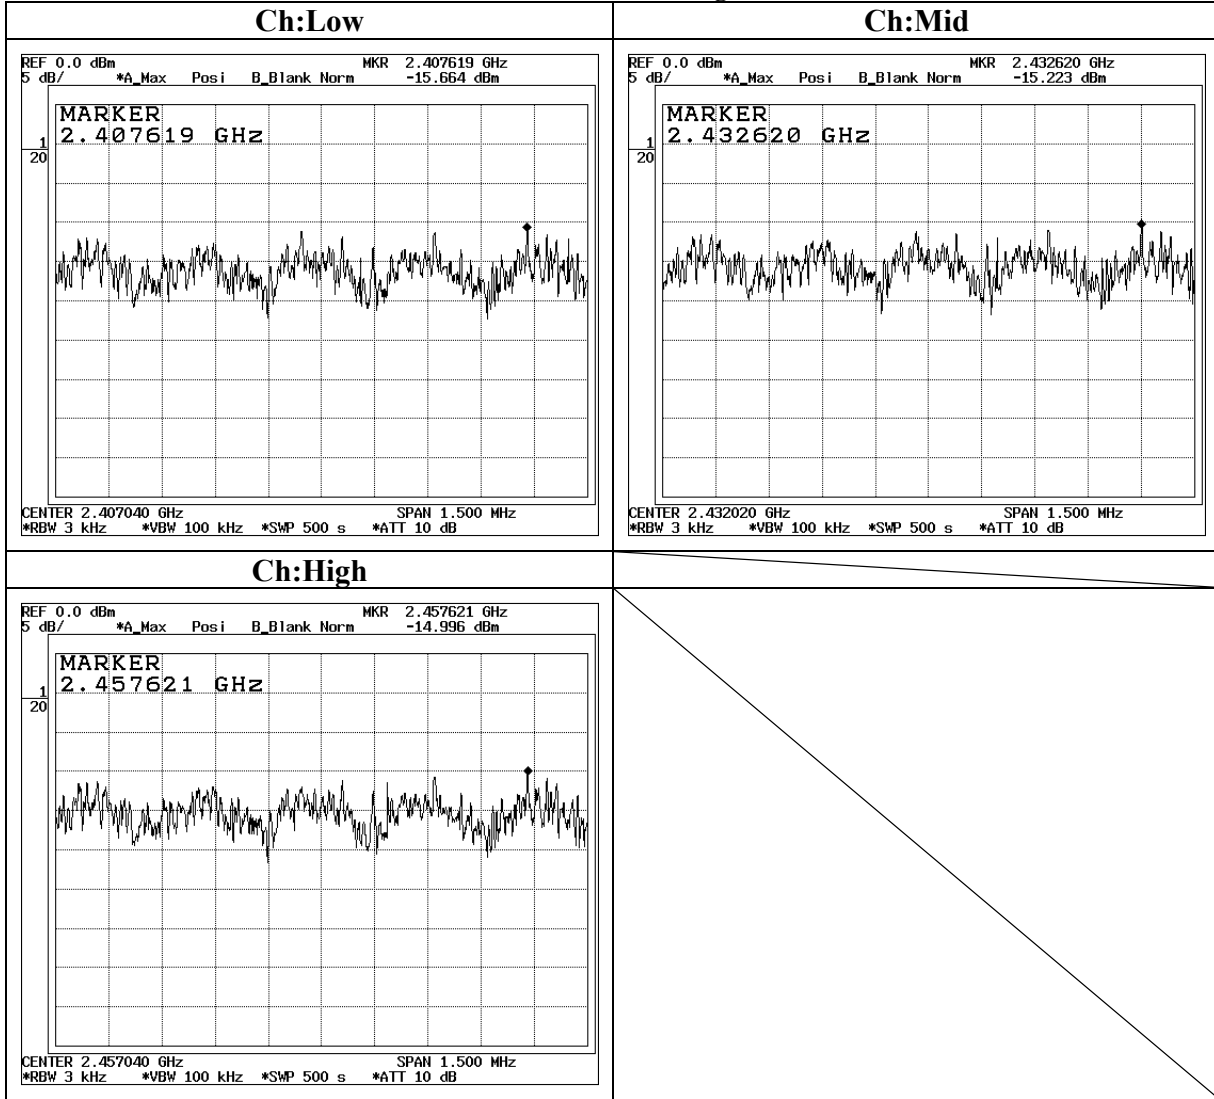 Ch:Low
Ch:Mid
REF 0.0 dBm MKR 2.407619 GHz
5 dB/ *A_Max Posi B_Blank Norm -15.664 dBm
MARKER
2.407619 GHz
1
20
CENTER 2.407040 GHz SPAN 1.500 MHz
*RBW 3 kHz *VBW 100 kHz *SWP 500 s *ATT 10 dB
REF 0.0 dBm MKR 2.432620 GHz
5 dB/ *A_Max Posi B_Blank Norm -15.223 dBm
MARKER
2.432620 GHz
1
20
CENTER 2.432020 GHz SPAN 1.500 MHz
*RBW 3 kHz *VBW 100 kHz *SWP 500 s *ATT 10 dB
Ch:High
REF 0.0 dBm MKR 2.457621 GHz
5 dB/ *A_Max Posi B_Blank Norm -14.996 dBm
MARKER
2.457621 GHz
1
20
CENTER 2.457040 GHz SPAN 1.500 MHz
*RBW 3 kHz *VBW 100 kHz *SWP 500 s *ATT 10 dB